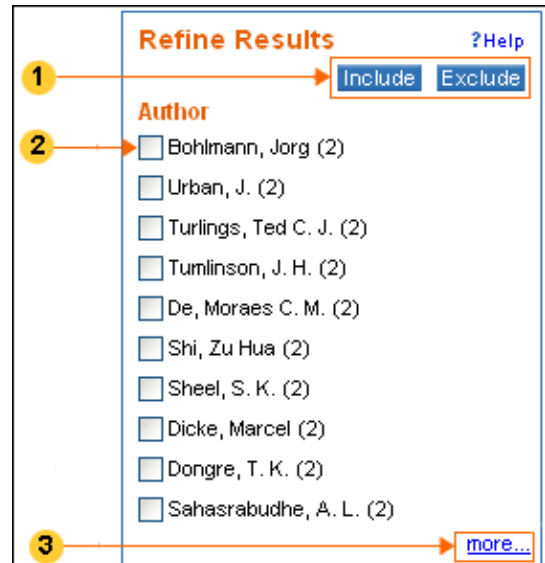 Refine Results ?Help
1 Include Exclude
Author
2 Bohlmann, Jorg (2)
Urban, J. (2)
Turlings, Ted C. J. (2)
Tumlinson, J. H. (2)
De, Moraes C. M. (2)
Shi, Zu Hua (2)
Sheel, S. K. (2)
Dicke, Marcel (2)
Dongre, T. K. (2)
Sahasrabudhe, A. L. (2)
3 more...